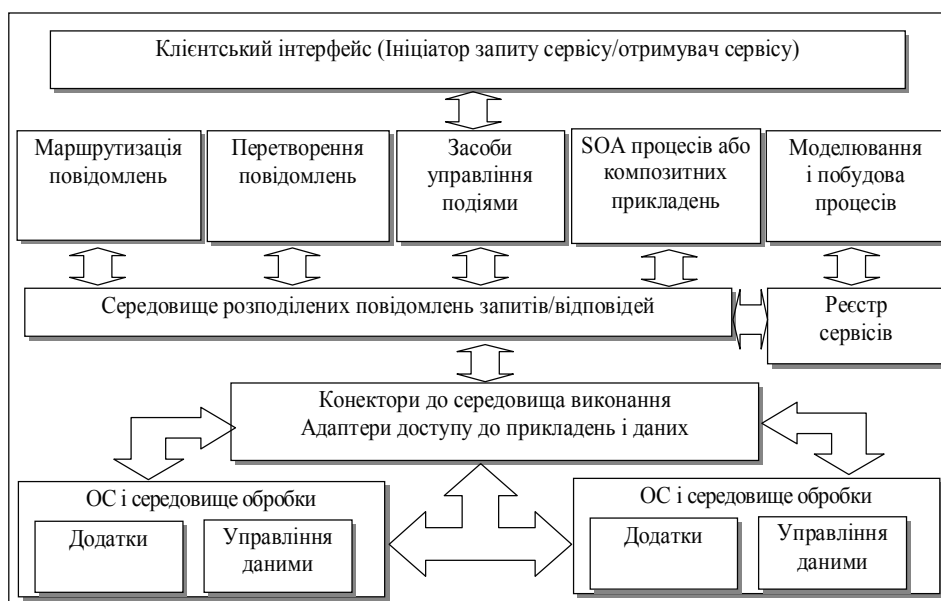 Клієнтський інтерфейс (Ініціатор запиту сервісу/отримувач сервісу)
Маршрутизація
повідомлень
Перетворення
повідомлень
Засоби
управління
подіями
SOA процесів або
композитних
прикладень
Моделювання
і побудова
процесів
Середовище розподілених повідомлень запитів/відповідей
Реєстр
сервісів
Конектори до середовища виконання
Адаптери доступу до прикладень і даних
ОС і середовище обробки
Додатки
Управління
даними
ОС і середовище обробки
Додатки
Управління
даними